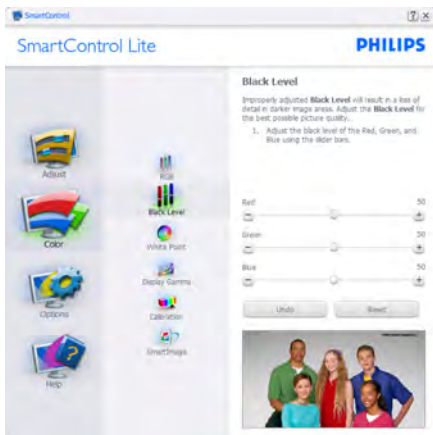 SmartControl
SmartControl Lite
PHILIPS
Adjust
Color
Options
Help
RGB
Black Level
White Point
Display Gamma
Calibration
SmartImage
Black Level
Improperly adjusted Black Level will result in a loss of
detail in darker image areas. Adjust the Black Level for
the best possible picture quality.
1. Adjust the black level of the Red, Green, and
Blue using the slider bars.
Red 50
Green 50
Blue 50
Undo Reset